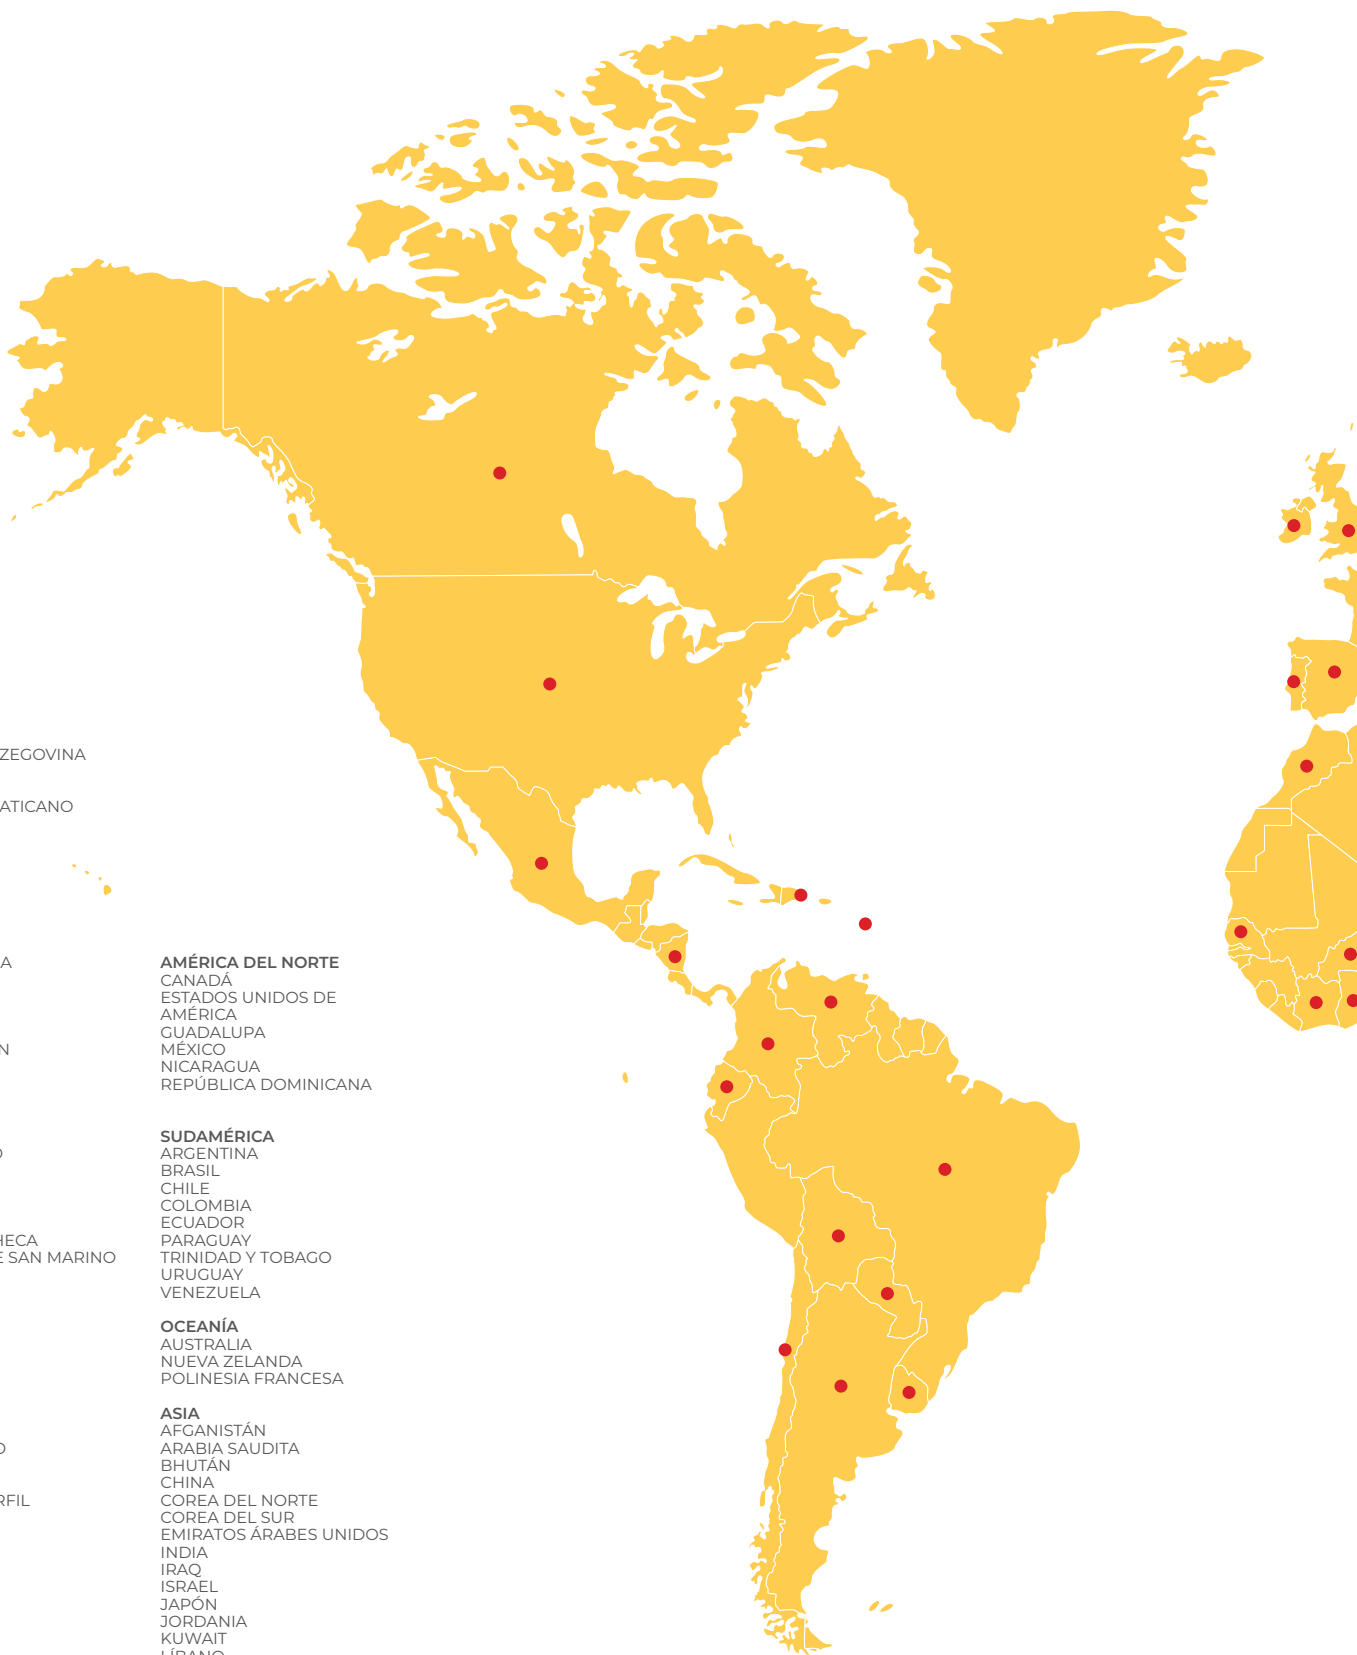 ZEGOVINA
ATICANO
A
N
O
HECA
E SAN MARINO
O
RFIL
AMÉRICA DEL NORTE
CANADÁ
ESTADOS UNIDOS DE
AMÉRICA
GUADALUPA
MÉXICO
NICARAGUA
REPÚBLICA DOMINICANA
SUDAMÉRICA
ARGENTINA
BRASIL
CHILE
COLOMBIA
ECUADOR
PARAGUAY
TRINIDAD Y TOBAGO
URUGUAY
VENEZUELA
OCEANÍA
AUSTRALIA
NUEVA ZELANDA
POLINESIA FRANCESA
ASIA
AFGANISTÁN
ARABIA SAUDITA
BHUTÁN
CHINA
COREA DEL NORTE
COREA DEL SUR
EMIRATOS ÁRABES UNIDOS
INDIA
IRAQ
ISRAEL
JAPÓN
JORDANIA
KUWAIT
LÍBANO